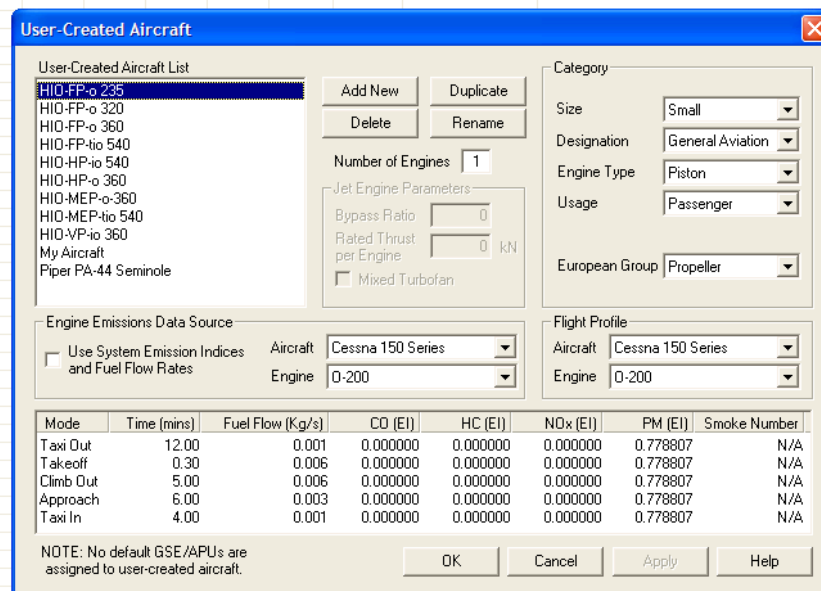 User-Created Aircraft
User-Created Aircraft List
HIO-FP-o 235
HIO-FP-o 320
HIO-FP-o 360
HIO-FP-tio 540
HIO-HP-io 540
HIO-HP-o 360
HIO-MEP-o-360
HIO-MEP-tio 540
HIO-VP-io 360
My Aircraft
Piper PA-44 Seminole
Add New Duplicate
Delete Rename
Number of Engines 1
Jet Engine Parameters
Bypass Ratio 0
Rated Thrust
per Engine 0 kN
Mixed Turbofan
Category
Size Small
Designation General Aviation
Engine Type Piston
Usage Passenger
European Group Propeller
Engine Emissions Data Source
Use System Emission Indices
and Fuel Flow Rates
Aircraft Cessna 150 Series
Engine O-200
Flight Profile
Aircraft Cessna 150 Series
Engine O-200
Mode Time (mins) Fuel Flow (Kg/s) CO (EI) HC (EI) NOx (EI) PM (EI) Smoke Number
Taxi Out 12.00 0.001 0.000000 0.000000 0.000000 0.778807 N/A
Takeoff 0.30 0.006 0.000000 0.000000 0.000000 0.778807 N/A
Climb Out 5.00 0.006 0.000000 0.000000 0.000000 0.778807 N/A
Approach 6.00 0.003 0.000000 0.000000 0.000000 0.778807 N/A
Taxi In 4.00 0.001 0.000000 0.000000 0.000000 0.778807 N/A
NOTE: No default GSE/APUs are
assigned to user-created aircraft.
OK Cancel Apply Help